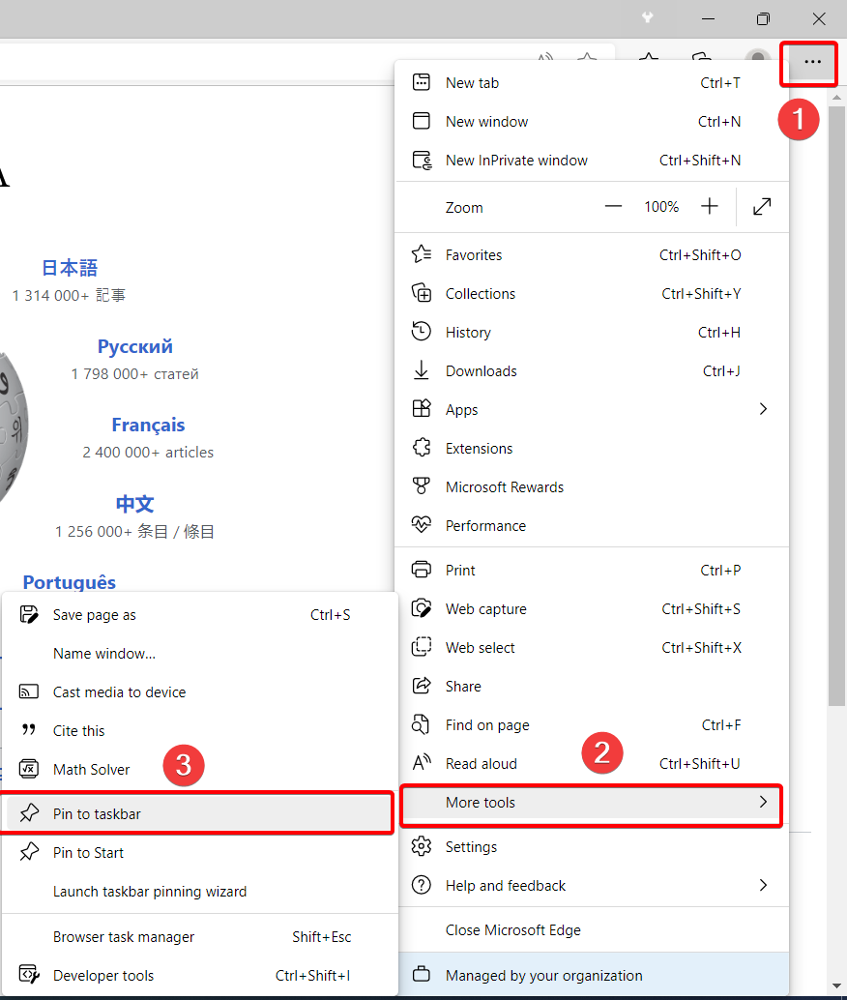 1
New tab Ctrl+T
New window Ctrl+N
New InPrivate window Ctrl+Shift+N
Zoom 100%
Favorites Ctrl+Shift+O
Collections Ctrl+Shift+Y
History Ctrl+H
Downloads Ctrl+J
Apps
Extensions
Microsoft Rewards
Performance
Print Ctrl+P
Web capture Ctrl+Shift+S
Web select Ctrl+Shift+X
Share
Find on page Ctrl+F
Read aloud Ctrl+Shift+U
2
More tools
Settings
Help and feedback
Close Microsoft Edge
Managed by your organization
A
日本語
1 314 000+ 記事
Русский
1 798 000+ статей
Français
2 400 000+ articles
中文
1 256 000+ 条目 / 條目
Português
Save page as Ctrl+S
Name window...
Cast media to device
Cite this
Math Solver
3
Pin to taskbar
Pin to Start
Launch taskbar pinning wizard
Browser task manager Shift+Esc
Developer tools Ctrl+Shift+I